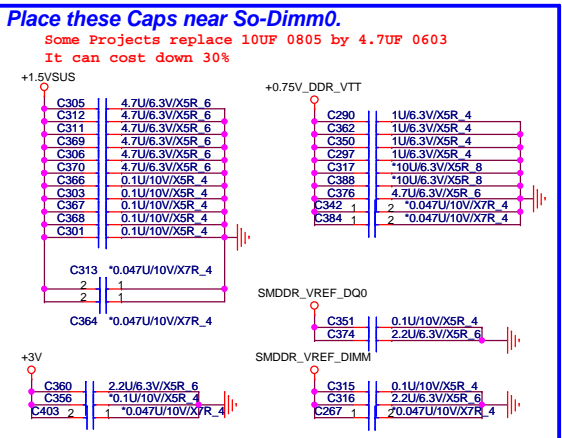 Place these Caps near So-Dimm0.
Some Projects replace 10UF 0805 by 4.7UF 0603
It can cost down 30%
+1.5VSUS
C305 4.7U/6.3V/X5R_6
C312 4.7U/6.3V/X5R_6
C311 4.7U/6.3V/X5R_6
C369 4.7U/6.3V/X5R_6
C306 4.7U/6.3V/X5R_6
C370 4.7U/6.3V/X5R_6
C366 0.1U/10V/X5R_4
C303 0.1U/10V/X5R_4
C367 0.1U/10V/X5R_4
C368 0.1U/10V/X5R_4
C301 0.1U/10V/X5R_4
C313 *0.047U/10V/X7R_4
2 1
2 1
C364 *0.047U/10V/X7R_4
+3V
C360 2.2U/6.3V/X5R_6
C356 *0.1U/10V/X5R_4
C403 2 1 *0.047U/10V/X7R_4
+0.75V_DDR_VTT
C290 1U/6.3V/X5R_4
C362 1U/6.3V/X5R_4
C350 1U/6.3V/X5R_4
C297 1U/6.3V/X5R_4
C317 *10U/6.3V/X5R_8
C388 *10U/6.3V/X5R_8
C376 4.7U/6.3V/X5R_6
C342 1 2 *0.047U/10V/X7R_4
C384 1 2 *0.047U/10V/X7R_4
SMDDR_VREF_DQ0
C351 0.1U/10V/X5R_4
C374 2.2U/6.3V/X5R_6
SMDDR_VREF_DIMM
C315 0.1U/10V/X5R_4
C316 2.2U/6.3V/X5R_6
C267 1 2 *0.047U/10V/X7R_4